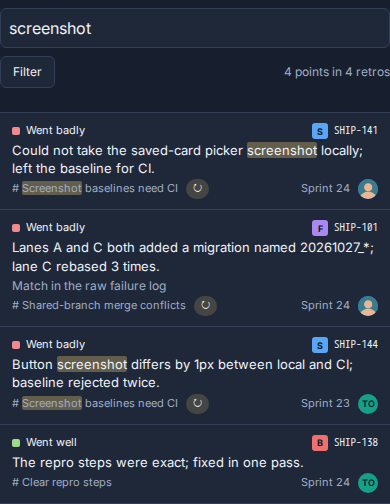 screenshot
Filter
4 points in 4 retros
Went badly
S SHIP-141
Could not take the saved-card picker screenshot locally;
left the baseline for CI.
# Screenshot baselines need CI
Sprint 24
Went badly
F SHIP-101
Lanes A and C both added a migration named 20261027_*;
lane C rebased 3 times.
Match in the raw failure log
# Shared-branch merge conflicts
Sprint 24
Went badly
S SHIP-144
Button screenshot differs by 1px between local and CI;
baseline rejected twice.
# Screenshot baselines need CI
Sprint 23 TO
Went well
B SHIP-138
The repro steps were exact; fixed in one pass.
# Clear repro steps
Sprint 24 TO